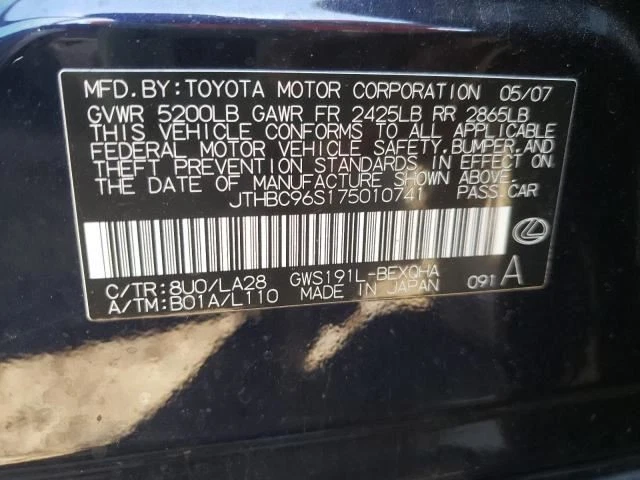 MFD. BY: TOYOTA MOTOR CORPORATION 05/07
GVWR 5200LB GAWR FR 2425LB RR 2865LB
THIS VEHICLE CONFORMS TO ALL APPLICABLE
FEDERAL MOTOR VEHICLE SAFETY, BUMPER, AND
THEFT PREVENTION STANDARDS IN EFFECT ON
THE DATE OF MANUFACTURE SHOWN ABOVE.
JTHBC96S175010741 PASS CAR
C/TR: 8U0/LA28 GWS191L-BEXQHA
A/TM: B01A/L110 MADE IN JAPAN 091 A